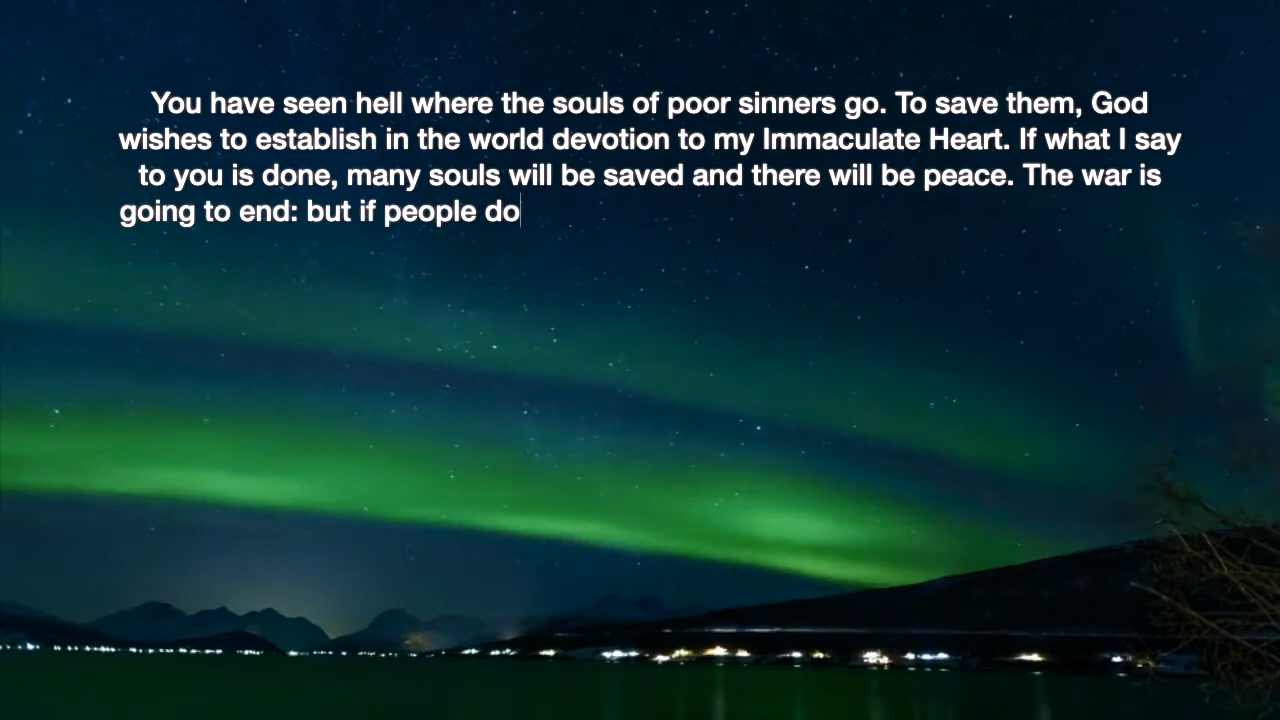 You have seen hell where the souls of poor sinners go. To save them, God
wishes to establish in the world devotion to my Immaculate Heart. If what I say
to you is done, many souls will be saved and there will be peace. The war is
going to end: but if people do